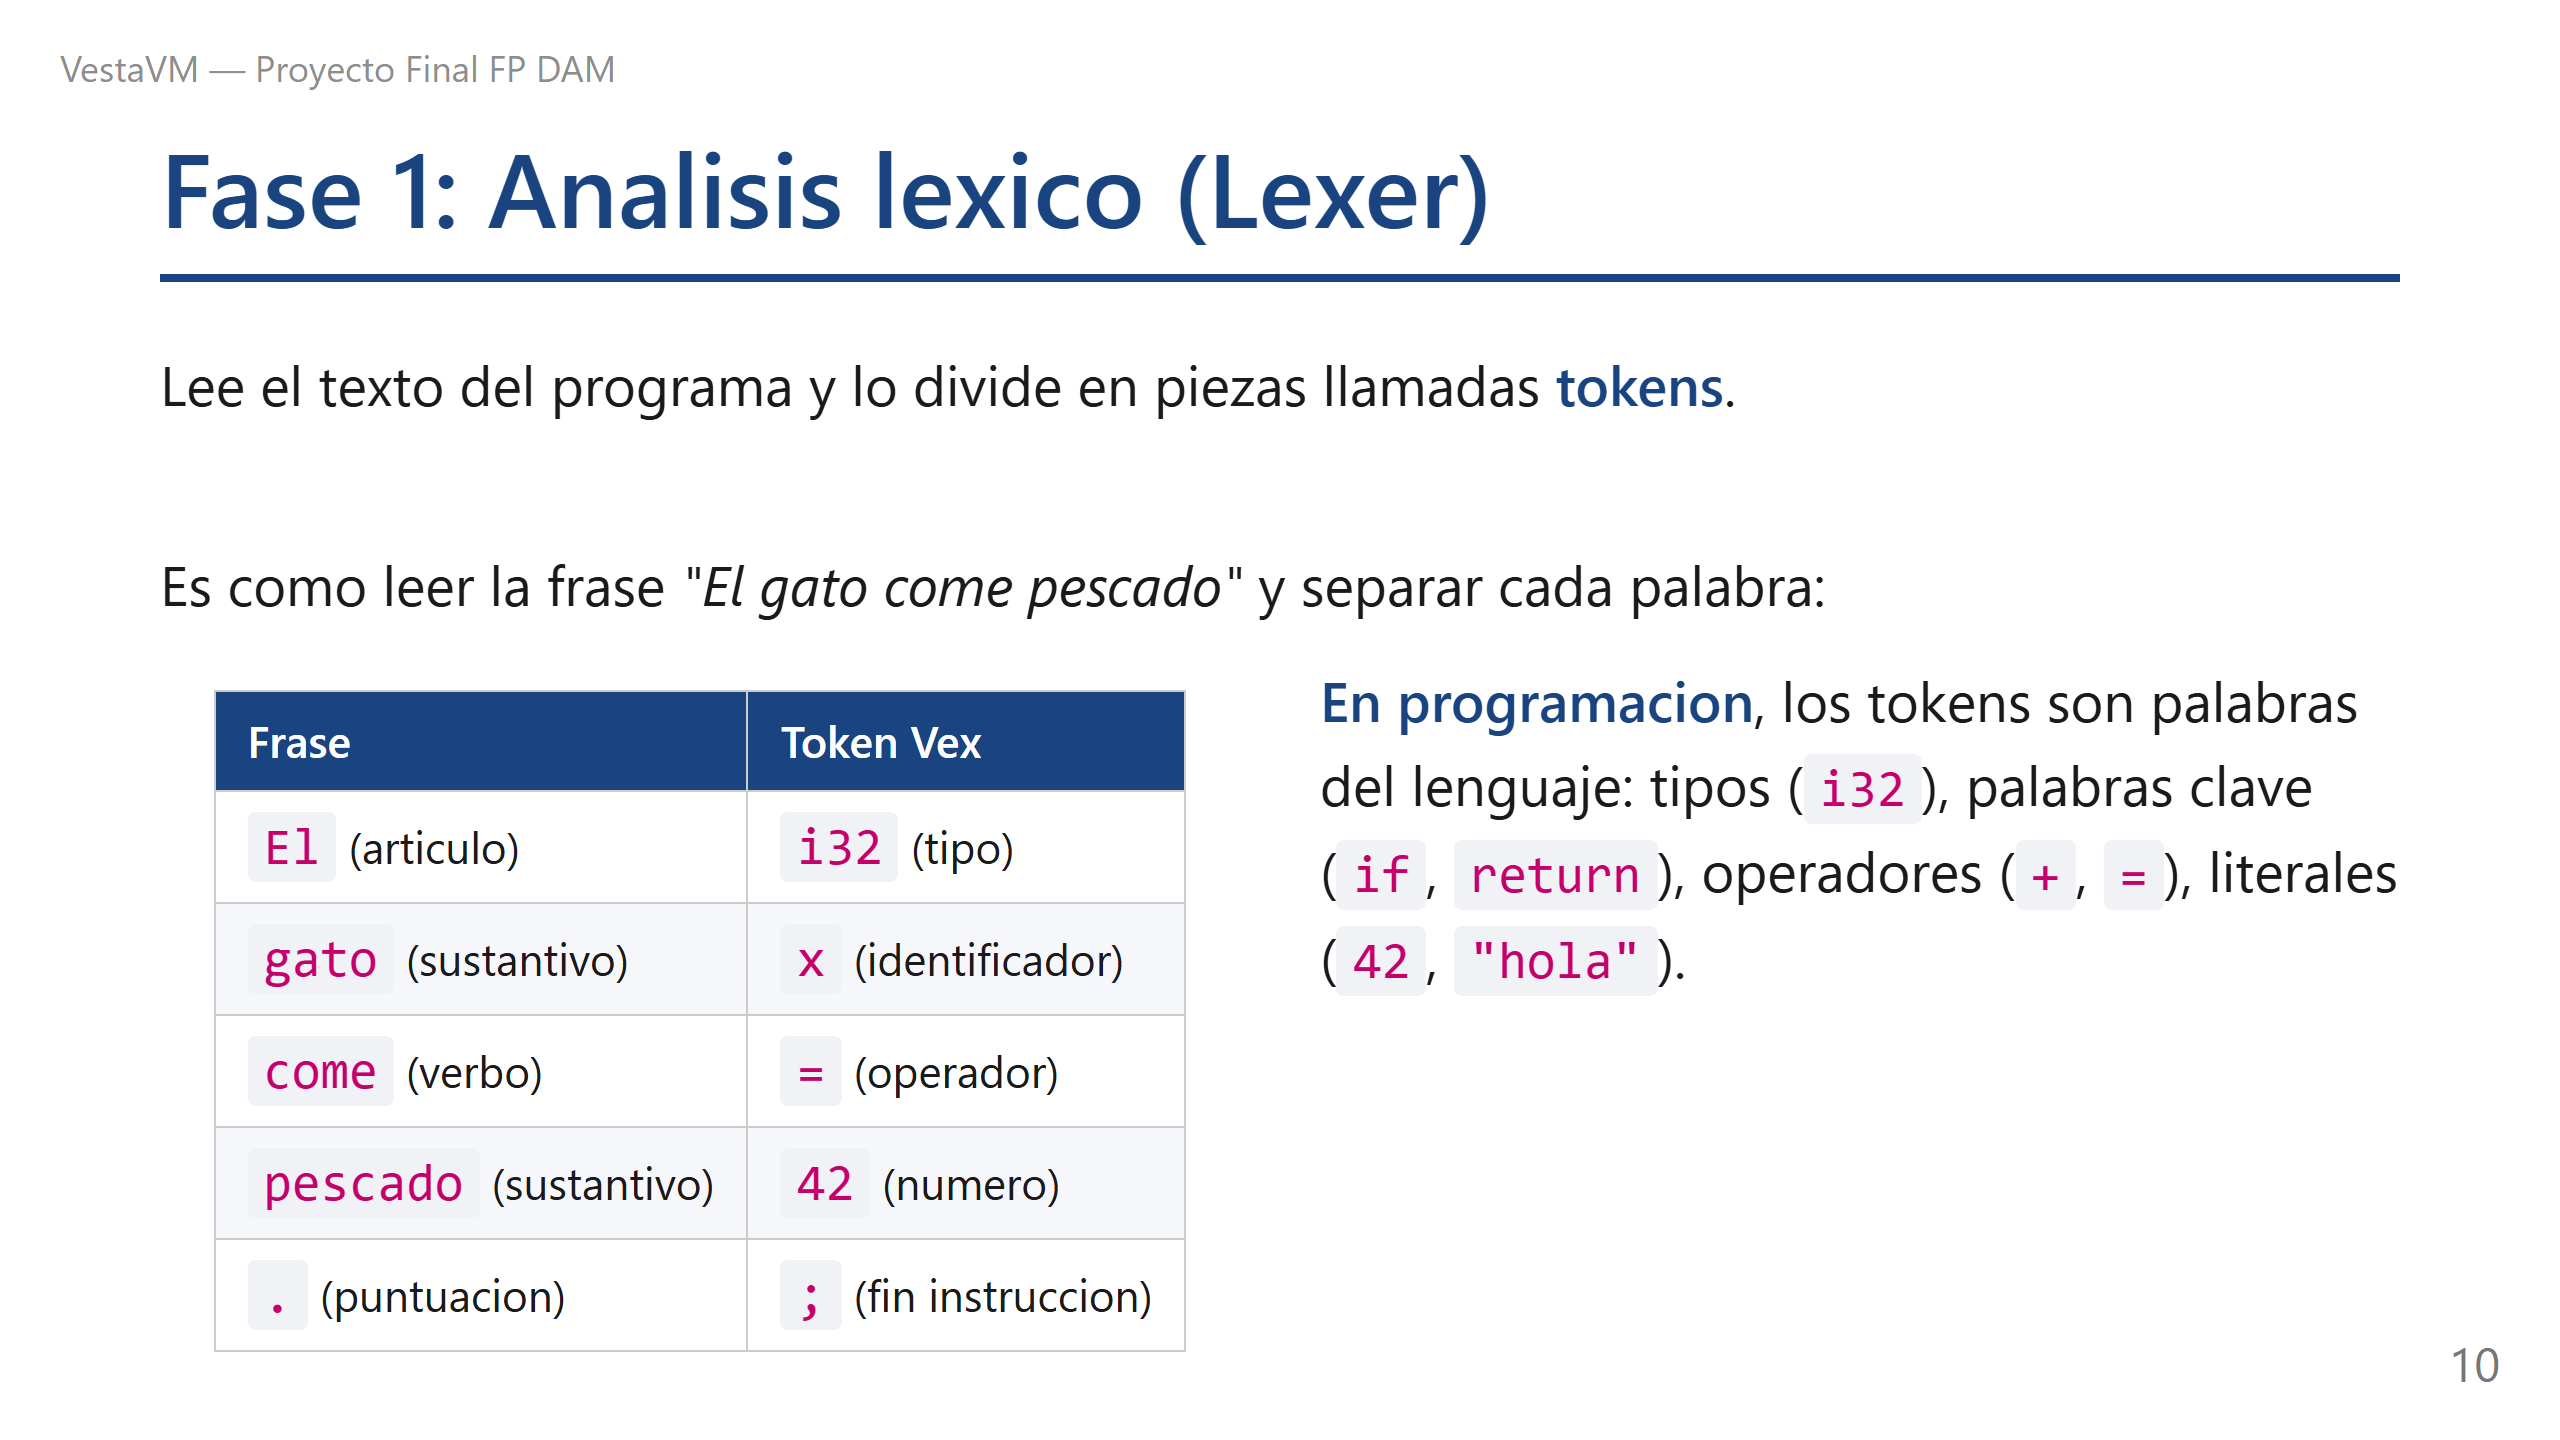 VestaVM — Proyecto Final FP DAM
Fase 1: Analisis lexico (Lexer)
Lee el texto del programa y lo divide en piezas llamadas tokens.
Es como leer la frase "El gato come pescado" y separar cada palabra:
Frase Token Vex
El (articulo) i32 (tipo)
gato (sustantivo) x (identificador)
come (verbo) = (operador)
pescado (sustantivo) 42 (numero)
. (puntuacion) ; (fin instruccion)
En programacion, los tokens son palabras
del lenguaje: tipos (i32), palabras clave
(if, return), operadores (+, =), literales
(42, "hola").
10